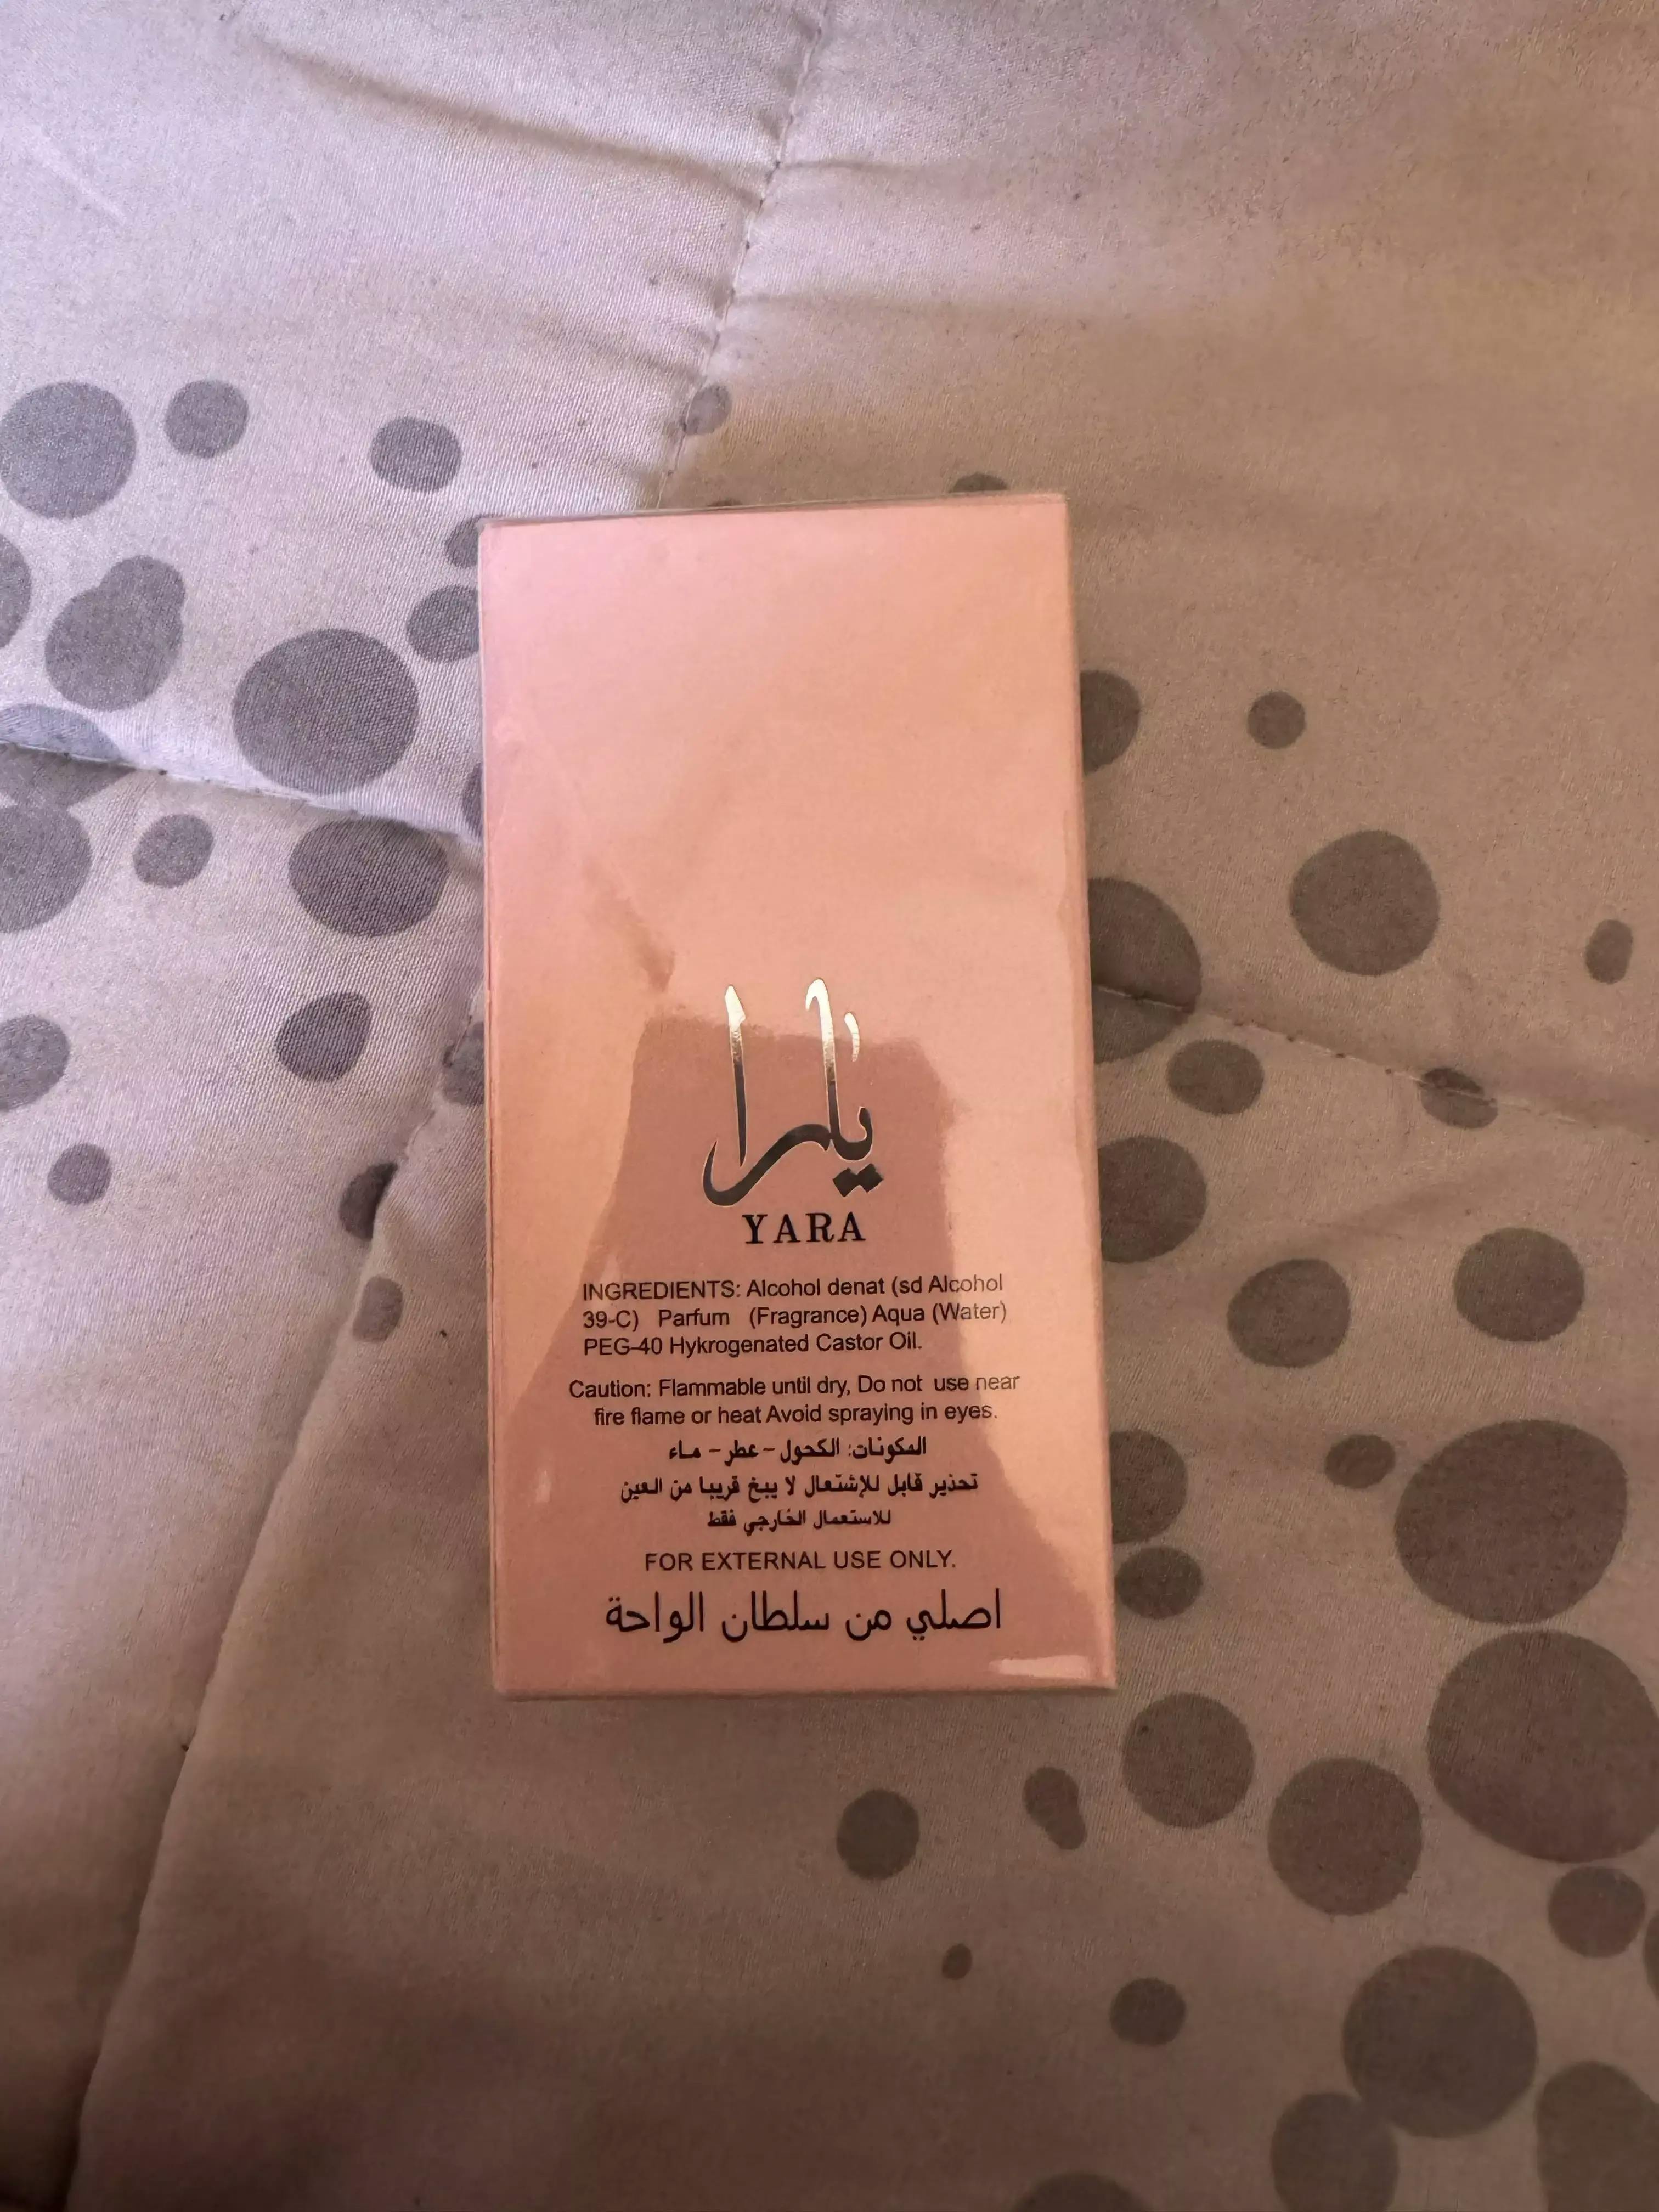 يارا
YARA
INGREDIENTS: Alcohol denat (sd Alcohol
39-C) Parfum (Fragrance) Aqua (Water)
PEG-40 Hykrogenated Castor Oil.
Caution: Flammable until dry, Do not use near
fire flame or heat Avoid spraying in eyes.
المكونات: الكحول - عطر - ماء
تحذير قابل للإشتعال لا يبخ قريبا من العين
للاستعمال الخارجي فقط
FOR EXTERNAL USE ONLY.
اصلي من سلطان الواحة